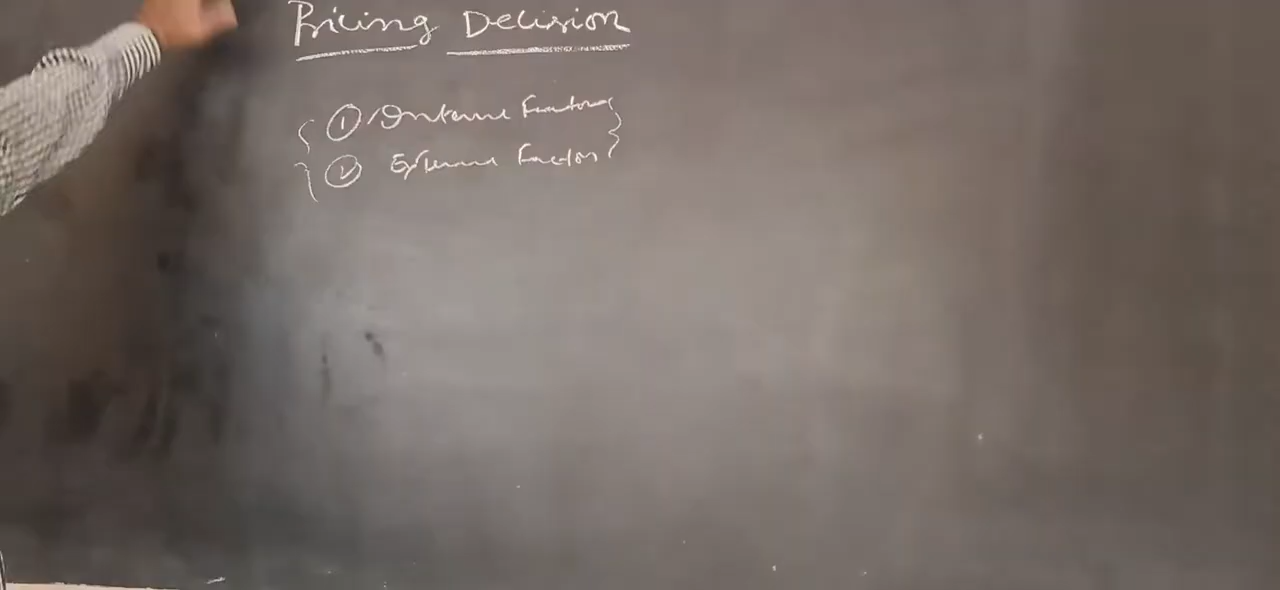 Pricing Decision
① Internal Factors
② External Factors